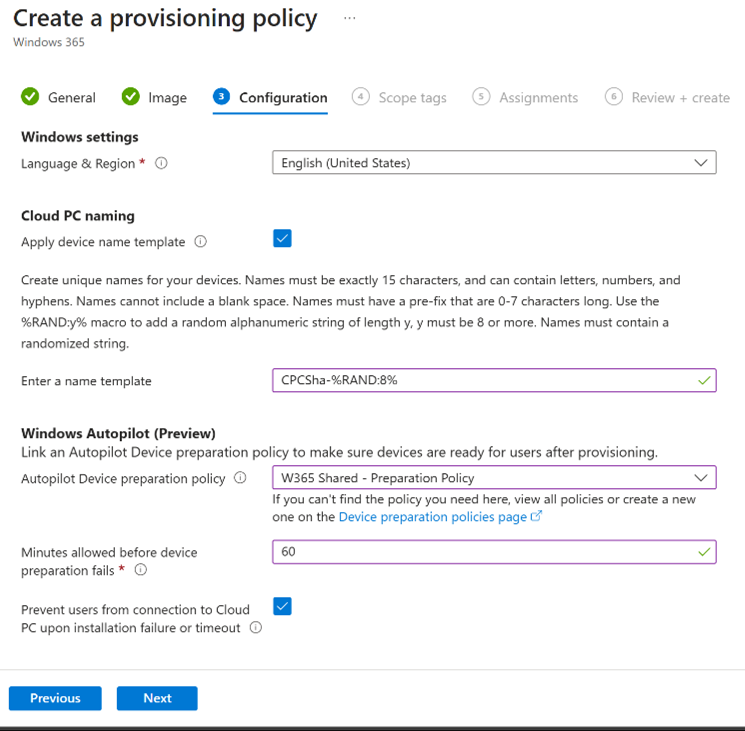 Create a provisioning policy ...
Windows 365
General
Image
3 Configuration
4 Scope tags
5 Assignments
6 Review + create
Windows settings
Language & Region *
English (United States)
Cloud PC naming
Apply device name template
Create unique names for your devices. Names must be exactly 15 characters, and can contain letters, numbers, and
hyphens. Names cannot include a blank space. Names must have a pre-fix that are 0-7 characters long. Use the
%RAND:y% macro to add a random alphanumeric string of length y, y must be 8 or more. Names must contain a
randomized string.
Enter a name template
CPCSha-%RAND:8%
Windows Autopilot (Preview)
Link an Autopilot Device preparation policy to make sure devices are ready for users after provisioning.
Autopilot Device preparation policy
W365 Shared - Preparation Policy
If you can't find the policy you need here, view all policies or create a new
one on the Device preparation policies page
Minutes allowed before device
preparation fails *
60
Prevent users from connection to Cloud
PC upon installation failure or timeout
Previous
Next